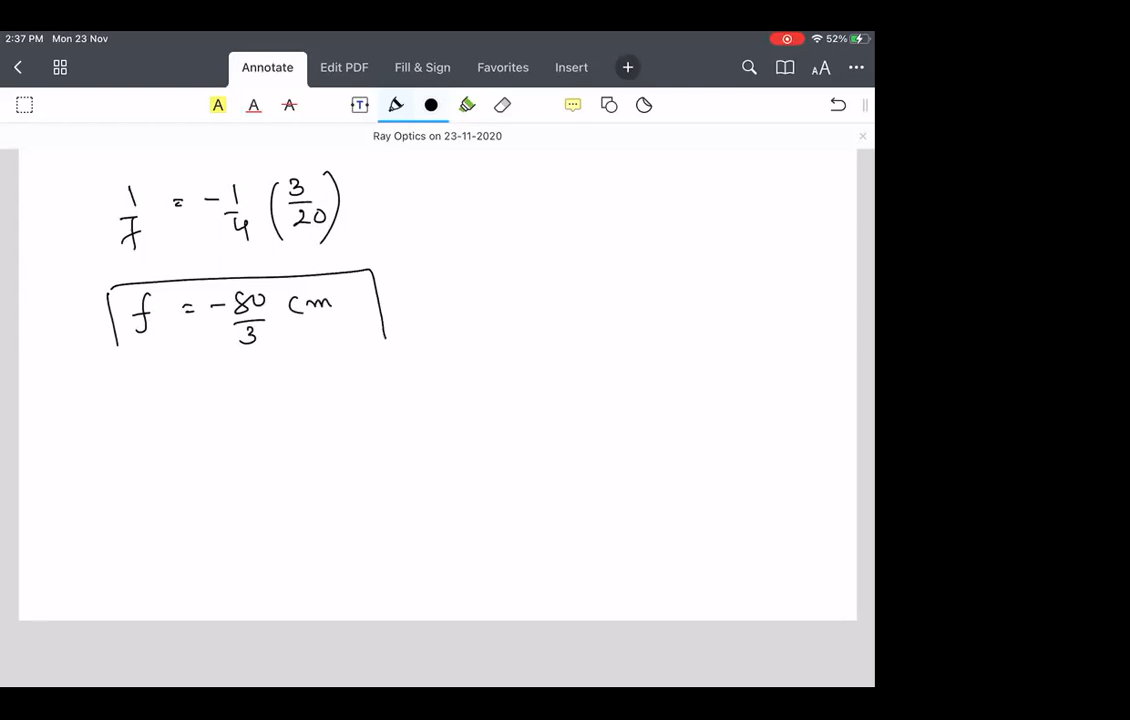 2:37 PM Mon 23 Nov 52%
Annotate Edit PDF Fill & Sign Favorites Insert + AA
A A A T
Ray Optics on 23-11-2020 ×
1/f = -1/4 (3/20)
f = -80/3 cm